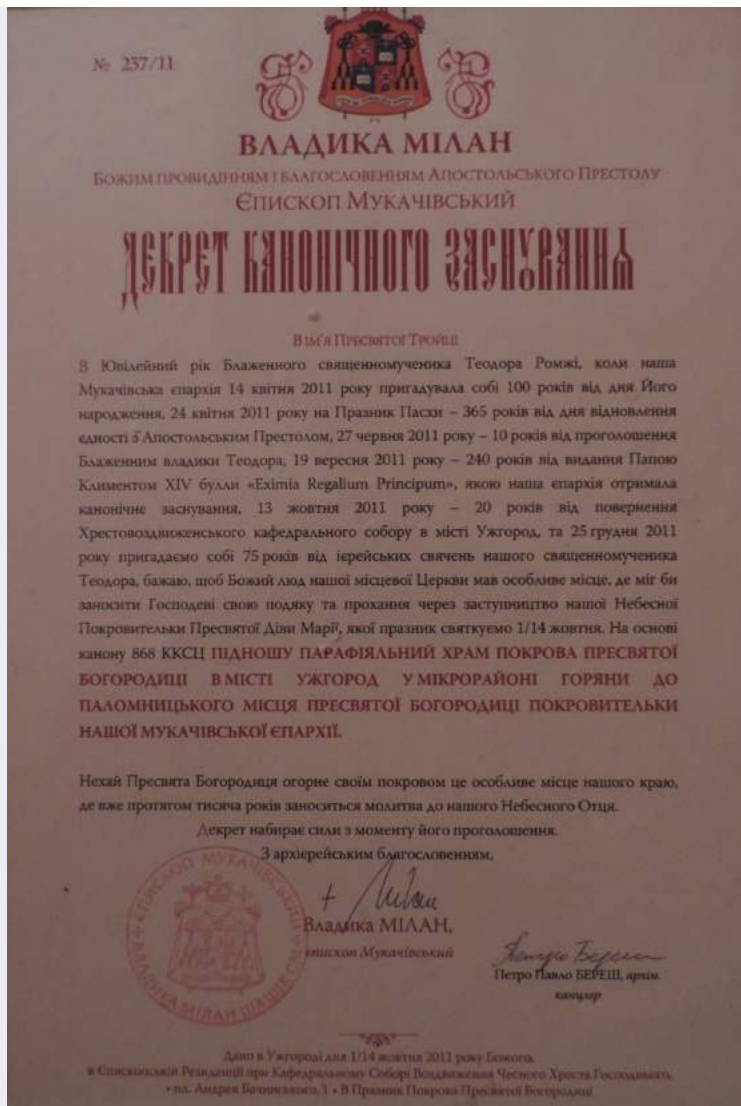 № 237/11
ВЛАДИКА МІЛАН
Божим провидінням і благословенням Апостольського Престолу
Єпископ Мукачівський
ДЕКРЕТ КАНОНІЧНОГО ЗАСНУВАННЯ
В ім'я Пресвятої Тройці
В Ювілейний рік Блаженного священномученика Теодора Ромжі, коли наша
Мукачівська єпархія 14 квітня 2011 року пригадувала собі 100 років від дня Його
народження, 24 квітня 2011 року на Празник Пасхи – 365 років від дня відновлення
єдності з Апостольським Престолом, 27 червня 2011 року – 10 років від проголошення
Блаженним владики Теодора, 19 вересня 2011 року – 240 років від видання Папою
Климентом XIV булли «Eximia Regalium Principum», якою наша єпархія отримала
канонічне заснування, 13 жовтня 2011 року – 20 років від повернення
Хрестовоздвиженського кафедрального собору в місті Ужгород, та 25 грудня 2011
року пригадаємо собі 75 років від ієрейських свячень нашого священномученика
Теодора, бажаю, щоб Божий люд нашої місцевої Церкви мав особливе місце, де міг би
заносити Господеві свою подяку та прохання через заступництво нашої Небесної
Покровительки Пресвятої Діви Марії, якої празник святкуємо 1/14 жовтня. На основі
канону 868 ККСЦ ПІДНОШУ ПАРАФІЯЛЬНИЙ ХРАМ ПОКРОВА ПРЕСВЯТОЇ
БОГОРОДИЦІ В МІСТІ УЖГОРОД У МІКРОРАЙОНІ ГОРЯНИ ДО
ПАЛОМНИЦЬКОГО МІСЦЯ ПРЕСВЯТОЇ БОГОРОДИЦІ ПОКРОВИТЕЛЬКИ
НАШОЇ МУКАЧІВСЬКОЇ ЄПАРХІЇ.
Нехай Пресвята Богородиця огорне своїм покровом це особливе місце нашого краю,
де вже протягом тисяча років заноситься молитва до нашого Небесного Отця.
Декрет набирає сили з моменту його проголошення.
З архієрейським благословенням,
+ Мілан
Владика МІЛАН,
єпископ Мукачівський
Петро Береш
Петро Павло БЕРЕШ, архім.
канцлер
ЄПИСКОП МУКАЧІВСЬКИЙ
ВЛАДИКА МІЛАН ШАШІК
Дано в Ужгороді дня 1/14 жовтня 2011 року Божого,
в Єпископській Резиденції при Кафедральному Соборі Воздвиження Чесного Хреста Господнього,
• пл. Андрея Бачинського, 3 • В Празник Покрова Пресвятої Богородиці